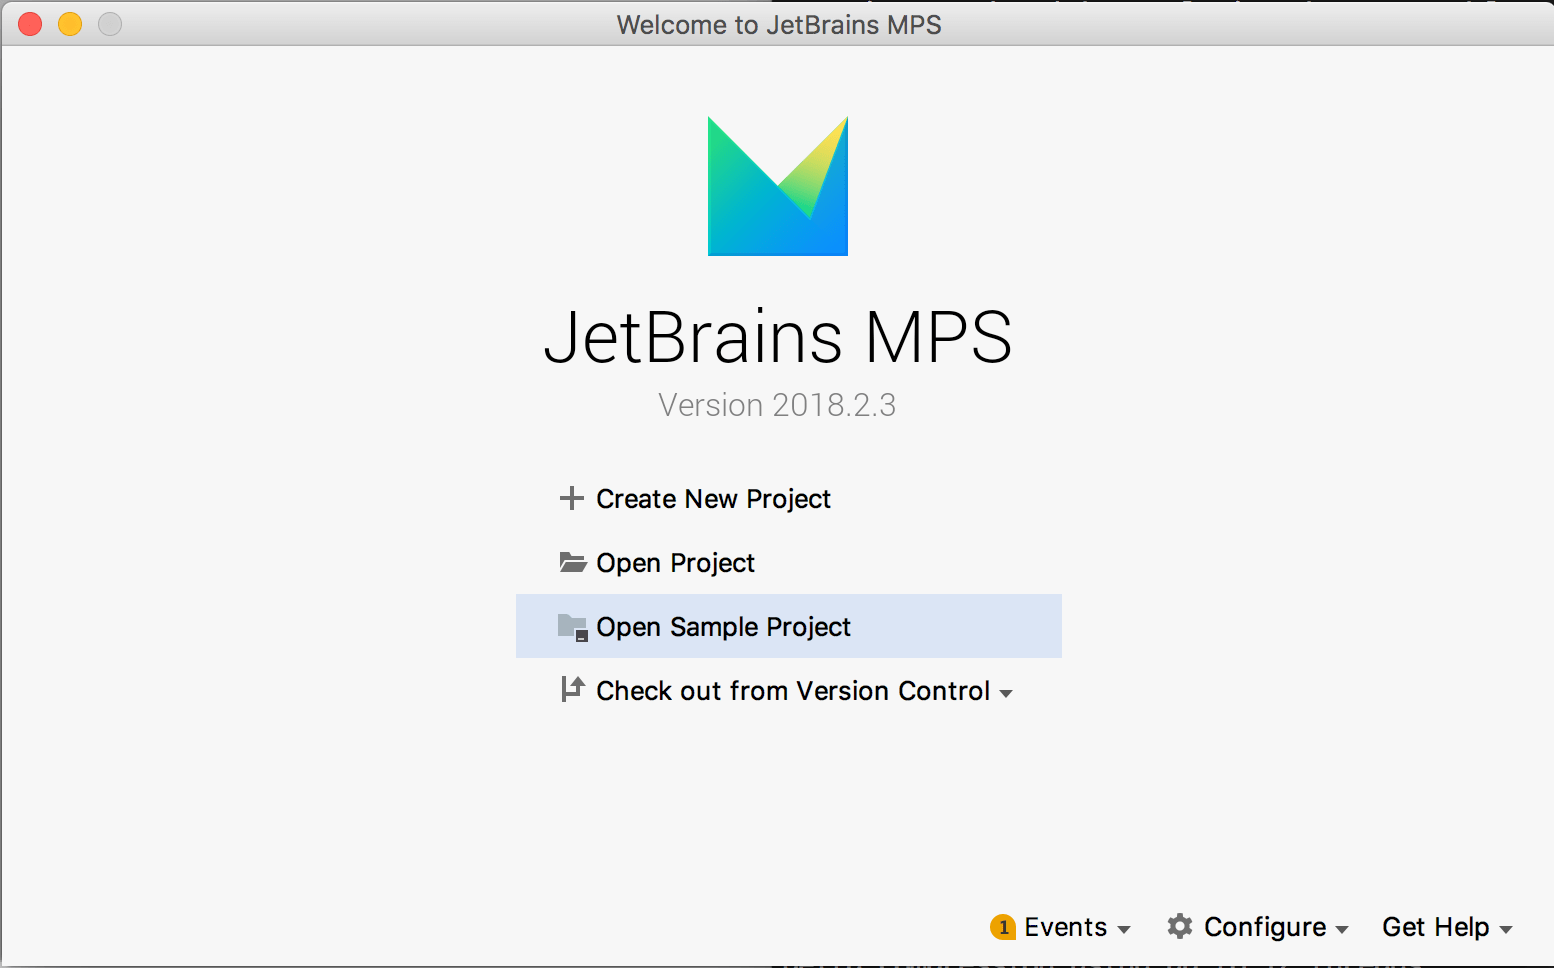 Welcome to JetBrains MPS
JetBrains MPS
Version 2018.2.3
Create New Project
Open Project
Open Sample Project
Check out from Version Control
1 Events
Configure
Get Help